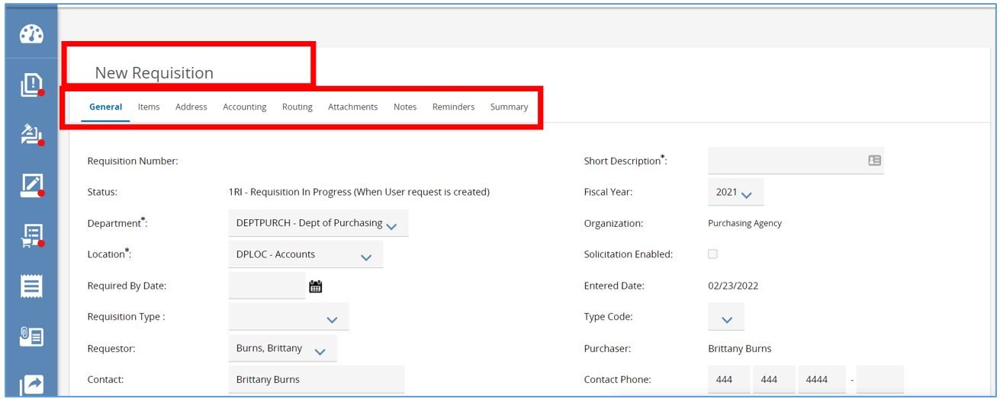 New Requisition
General Items Address Accounting Routing Attachments Notes Reminders Summary
Requisition Number: Short Description*:
Status: 1RI - Requisition In Progress (When User request is created) Fiscal Year: 2021
Department*: DEPTPURCH - Dept of Purchasing Organization: Purchasing Agency
Location*: DPLOC - Accounts Solicitation Enabled:
Required By Date: Entered Date: 02/23/2022
Requisition Type : Type Code:
Requestor: Burns, Brittany Purchaser: Brittany Burns
Contact: Brittany Burns Contact Phone: 444 444 4444 -